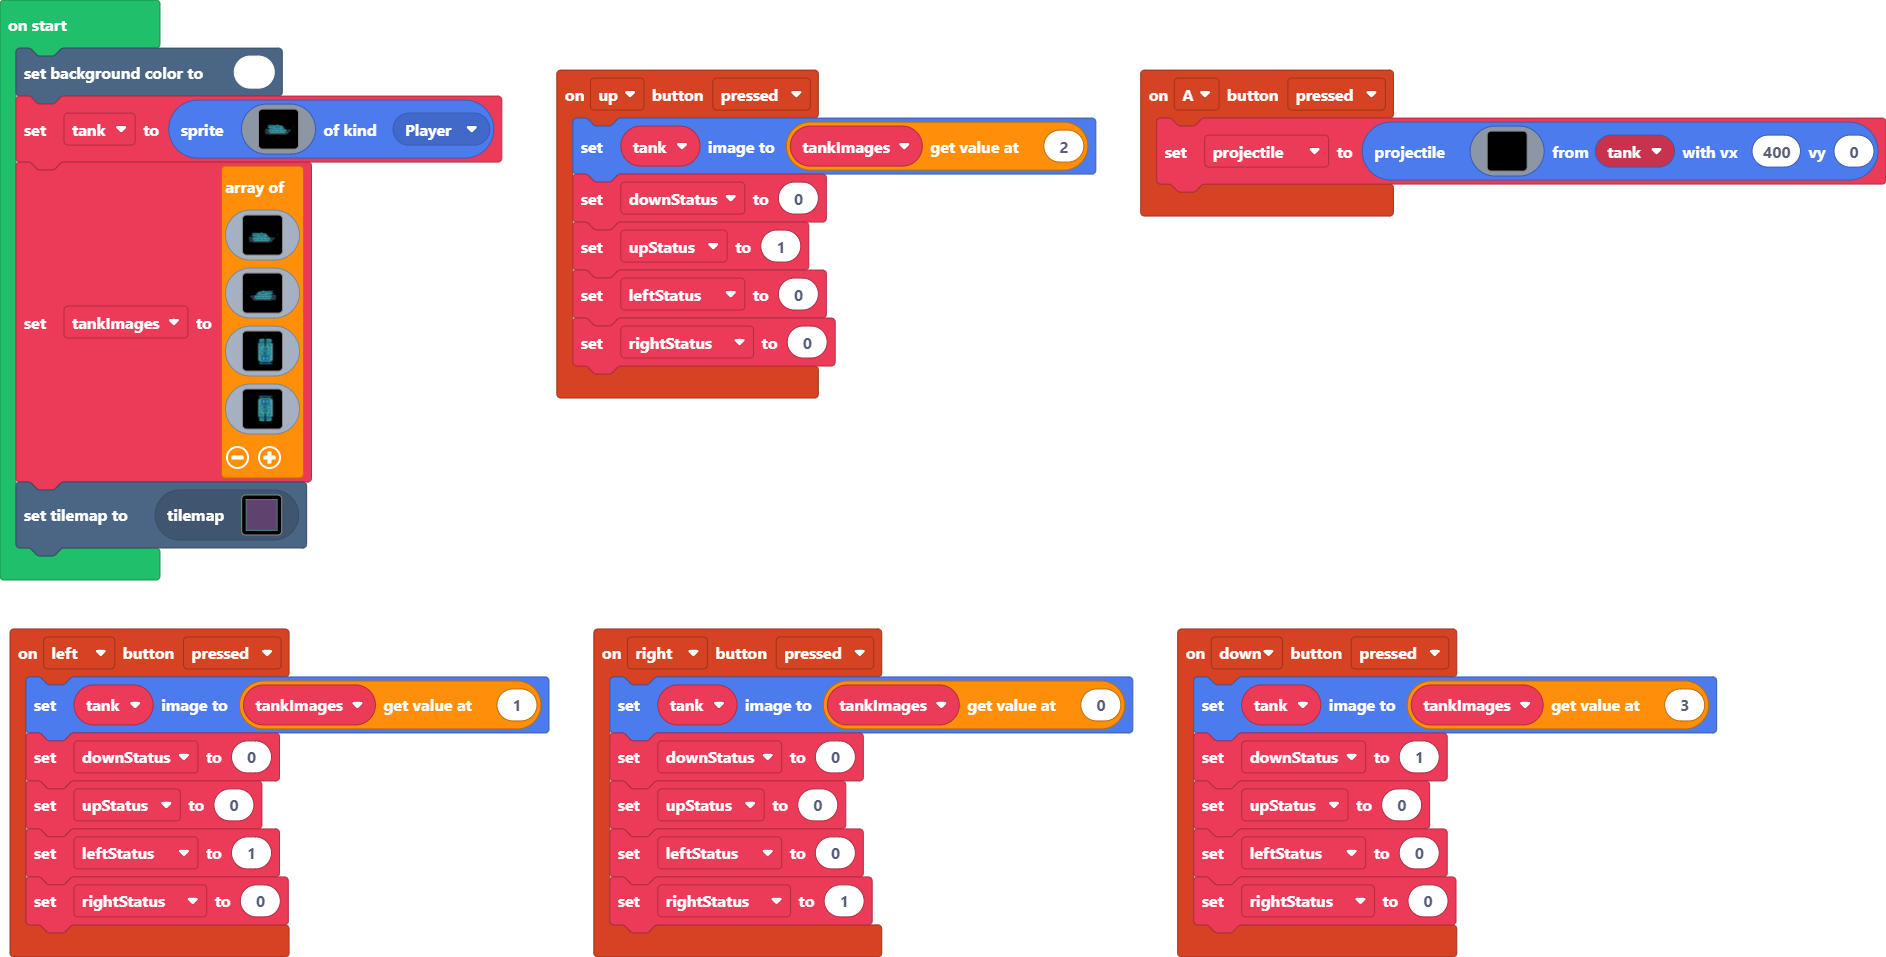 on start
set background color to
set tank to sprite of kind Player
set tankImages to
array of
set tilemap to tilemap
on up button pressed
set tank image to tankImages get value at 2
set downStatus to 0
set upStatus to 1
set leftStatus to 0
set rightStatus to 0
on A button pressed
set projectile to projectile from tank with vx 400 vy 0
on left button pressed
set tank image to tankImages get value at 1
set downStatus to 0
set upStatus to 0
set leftStatus to 1
set rightStatus to 0
on right button pressed
set tank image to tankImages get value at 0
set downStatus to 0
set upStatus to 0
set leftStatus to 0
set rightStatus to 1
on down button pressed
set tank image to tankImages get value at 3
set downStatus to 1
set upStatus to 0
set leftStatus to 0
set rightStatus to 0